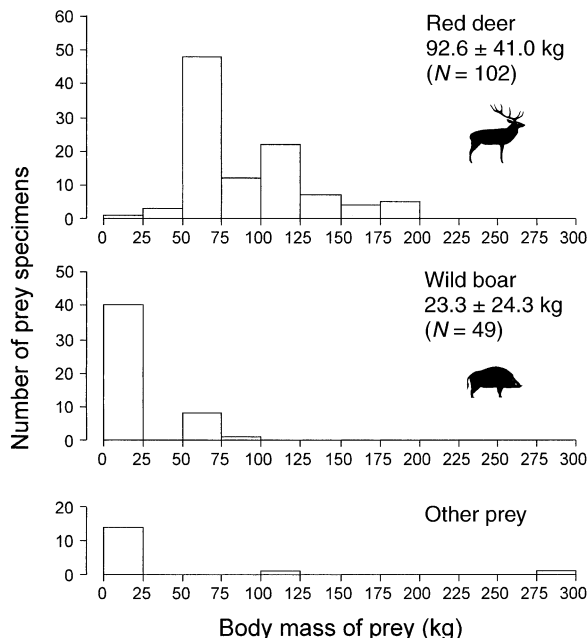 Red deer
92.6 ± 41.0 kg
(N = 102)
60
50
40
30
20
10
0
0 25 50 75 100 125 150 175 200 225 250 275 300
Wild boar
23.3 ± 24.3 kg
(N = 49)
50
40
30
20
10
0
0 25 50 75 100 125 150 175 200 225 250 275 300
Other prey
20
10
0
0 25 50 75 100 125 150 175 200 225 250 275 300
Number of prey specimens
Body mass of prey (kg)